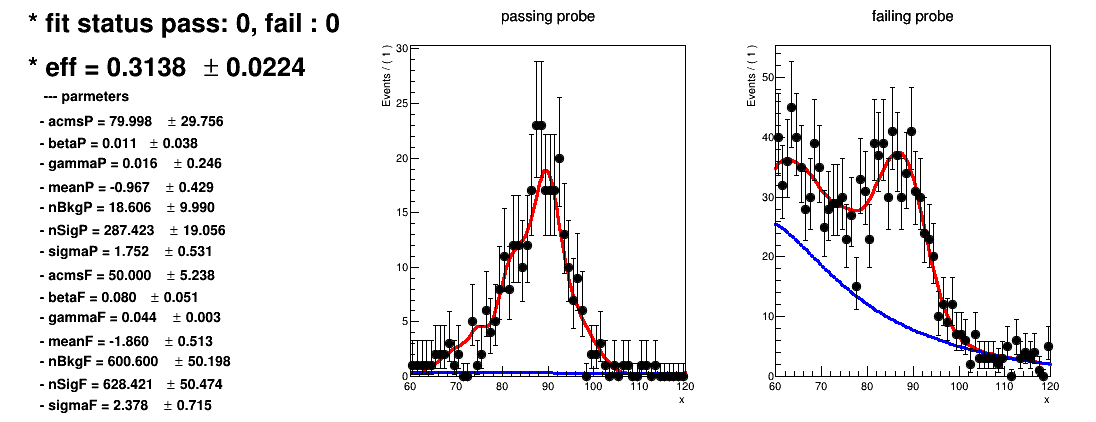 * fit status pass: 0, fail : 0
* eff = 0.3138 ± 0.0224
--- parmeters
- acmsP = 79.998 ± 29.756
- betaP = 0.011 ± 0.038
- gammaP = 0.016 ± 0.246
- meanP = -0.967 ± 0.429
- nBkgP = 18.606 ± 9.990
- nSigP = 287.423 ± 19.056
- sigmaP = 1.752 ± 0.531
- acmsF = 50.000 ± 5.238
- betaF = 0.080 ± 0.051
- gammaF = 0.044 ± 0.003
- meanF = -1.860 ± 0.513
- nBkgF = 600.600 ± 50.198
- nSigF = 628.421 ± 50.474
- sigmaF = 2.378 ± 0.715
passing probe
Events / ( 1 )
30
25
20
15
10
5
0
60 70 80 90 100 110 120
x
failing probe
Events / ( 1 )
50
40
30
20
10
0
60 70 80 90 100 110 120
x